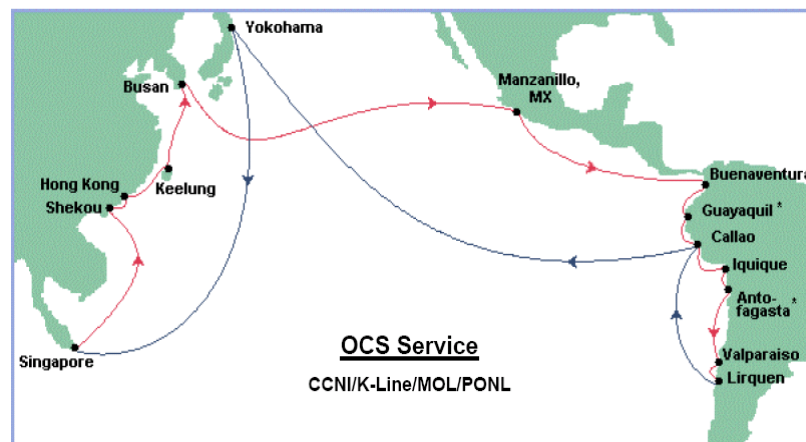 Yokohama
Busan
Manzanillo,
MX
Hong Kong
Shekou
Keelung
Buenaventura
Guayaquil *
Callao
Iquique
Anto- *
fagasta
Singapore
OCS Service
CCNI/K-Line/MOL/PONL
Valparaiso
Lirquen